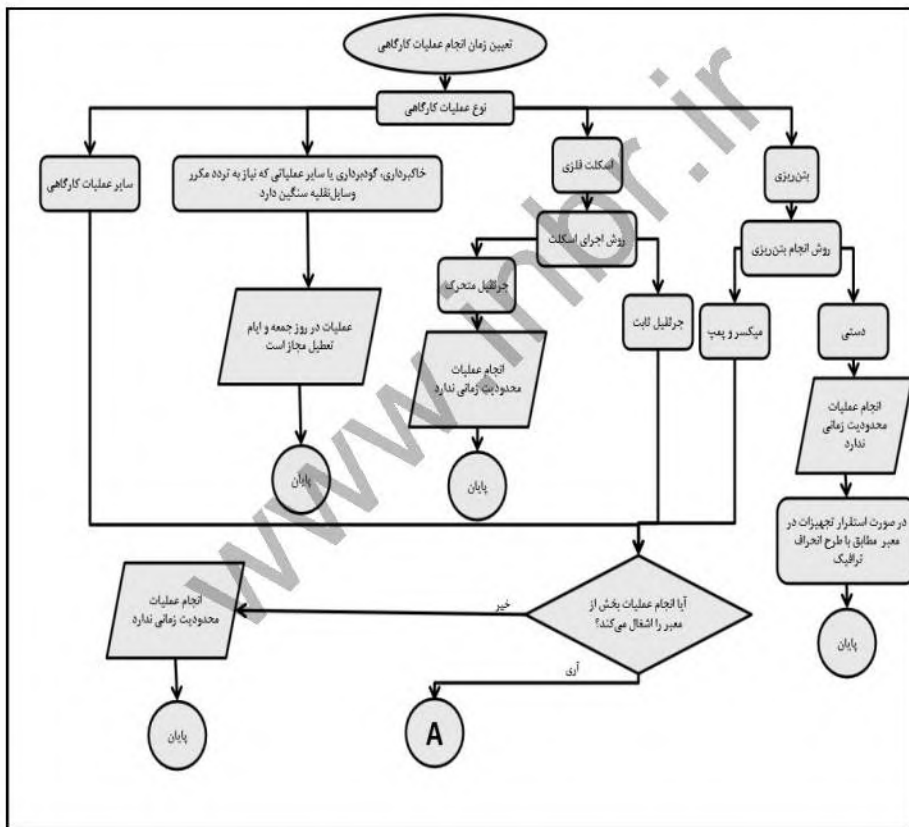 تعیین زمان انجام عملیات کارگاهی
نوع عملیات کارگاهی
بتن‌ریزی
اسکلت فلزی
خاکبرداری، گودبرداری یا سایر عملیاتی که نیاز به تردد مکرر
وسایل‌نقلیه سنگین دارد
سایر عملیات کارگاهی
روش انجام بتن‌ریزی
روش اجرای اسکلت
دستی
میکسر و پمپ
جرثقیل ثابت
جرثقیل متحرک
عملیات در روز جمعه و ایام
تعطیل مجاز است
انجام عملیات
محدودیت زمانی
ندارد
انجام عملیات
محدودیت زمانی ندارد
پایان
پایان
در صورت استقرار تجهیزات در
معبر مطابق با طرح انحراف
ترافیک
پایان
آیا انجام عملیات بخش از
معبر را اشغال می‌کند؟
خیر
آری
انجام عملیات
محدودیت زمانی ندارد
پایان
A
www.inbr.ir